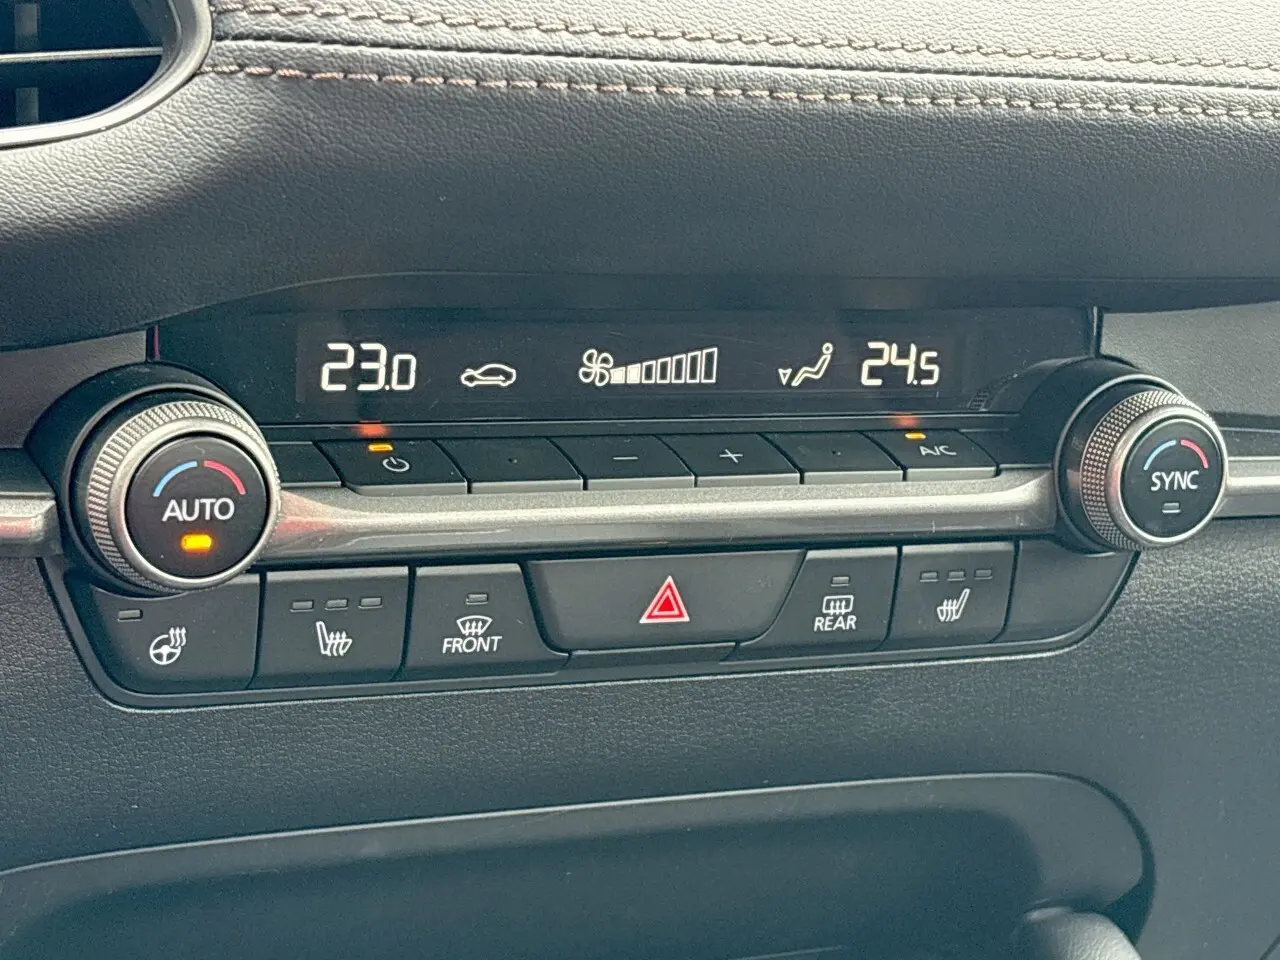 23.0 24.5
− + A/C
AUTO
SYNC
FRONT
REAR